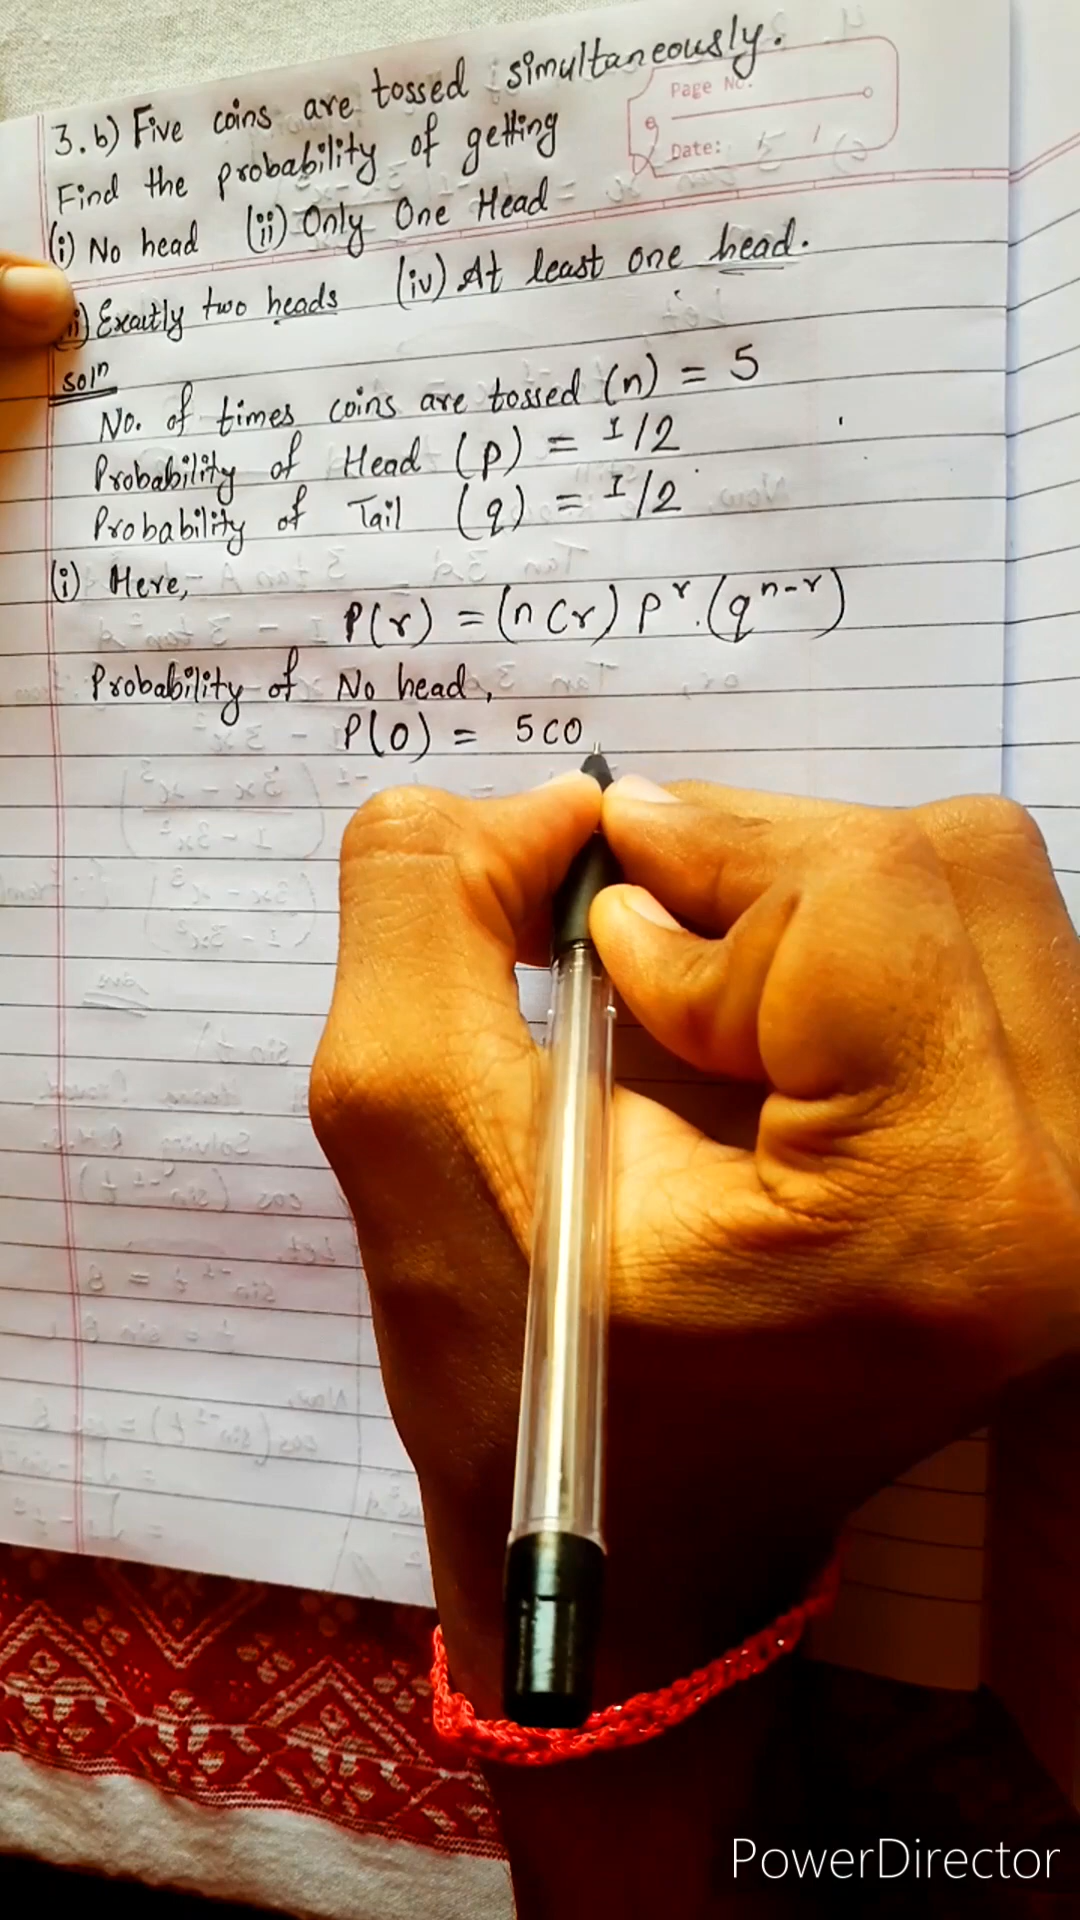 3.b) Five coins are tossed simultaneously.
Page No.
Date:
Find the probability of getting
(i) No head (ii) Only One Head
ii) Exactly two heads (iv) At least one head.
Soln
No. of times coins are tossed (n) = 5
Probability of Head (p) = 1/2
Probability of Tail (q) = 1/2
(i) Here,
P(r) = (nCr) p^r.(q^n-r)
Probability of No head,
P(0) = 5C0
PowerDirector